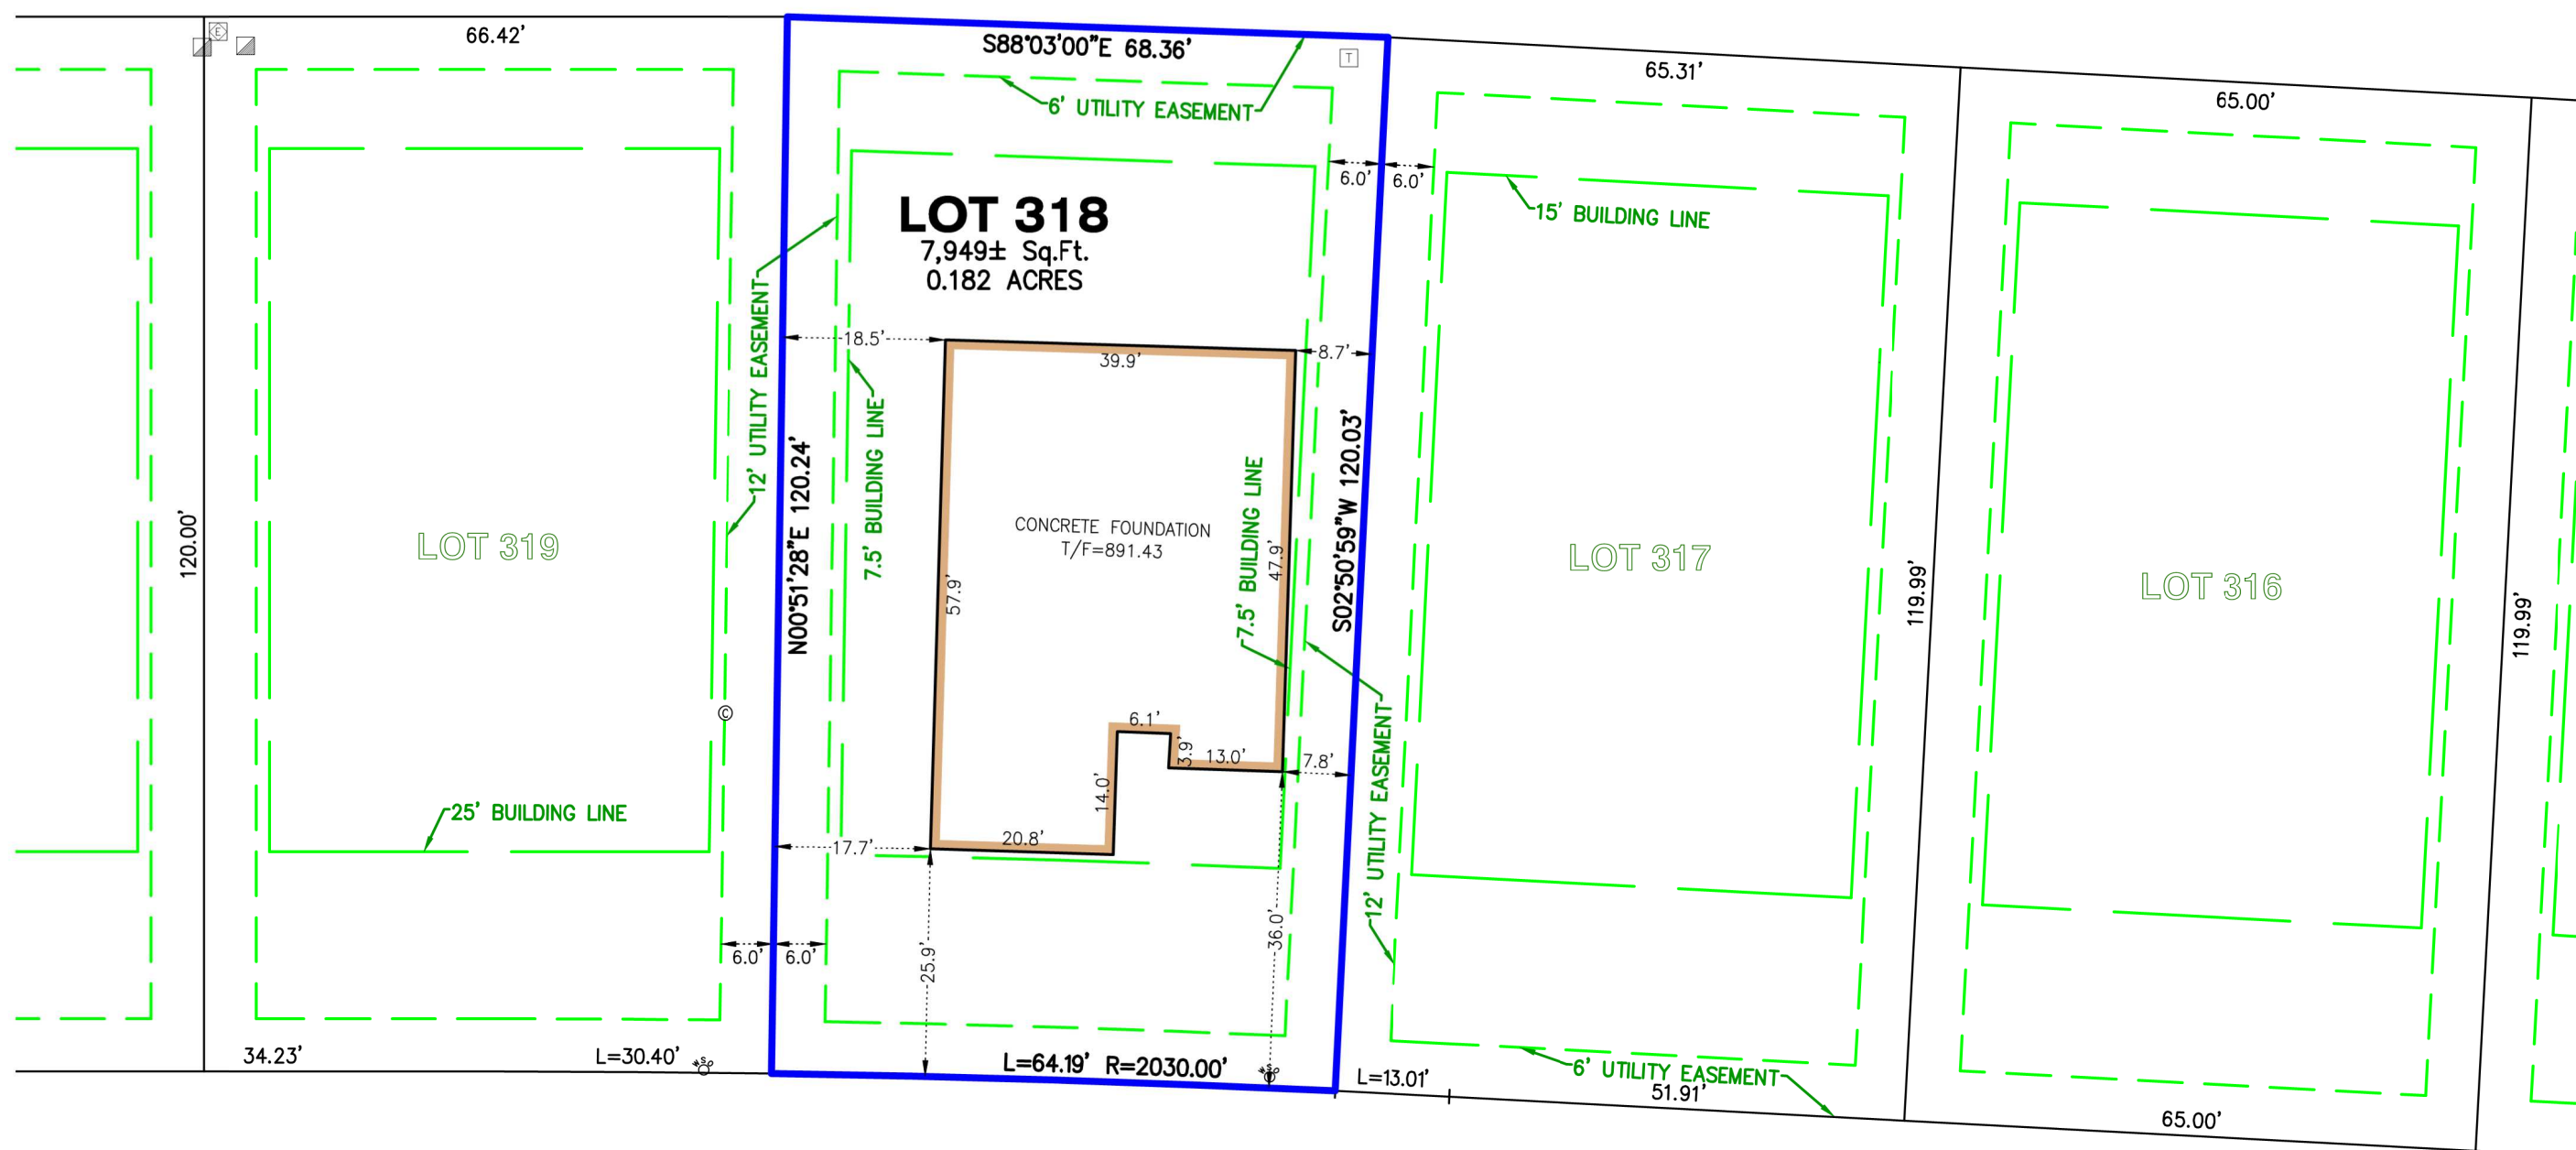 66.42'
S88°03'00"E 68.36'
65.31'
65.00'
E
T
6' UTILITY EASEMENT
6.0'
6.0'
15' BUILDING LINE
LOT 318
7,949± Sq.Ft.
0.182 ACRES
18.5'
39.9'
8.7'
12' UTILITY EASEMENT
7.5' BUILDING LINE
N00°51'28"E 120.24'
120.00'
LOT 319
CONCRETE FOUNDATION
T/F=891.43
57.9'
47.9'
7.5' BUILDING LINE
S02°50'59"W 120.03'
LOT 317
119.99'
LOT 316
119.99'
C
6.1'
3.9'
13.0'
7.8'
14.0'
20.8'
17.7'
25' BUILDING LINE
12' UTILITY EASEMENT
25.9'
36.0'
6.0'
6.0'
34.23'
L=30.40'
S
L=64.19' R=2030.00'
S
L=13.01'
6' UTILITY EASEMENT
51.91'
65.00'